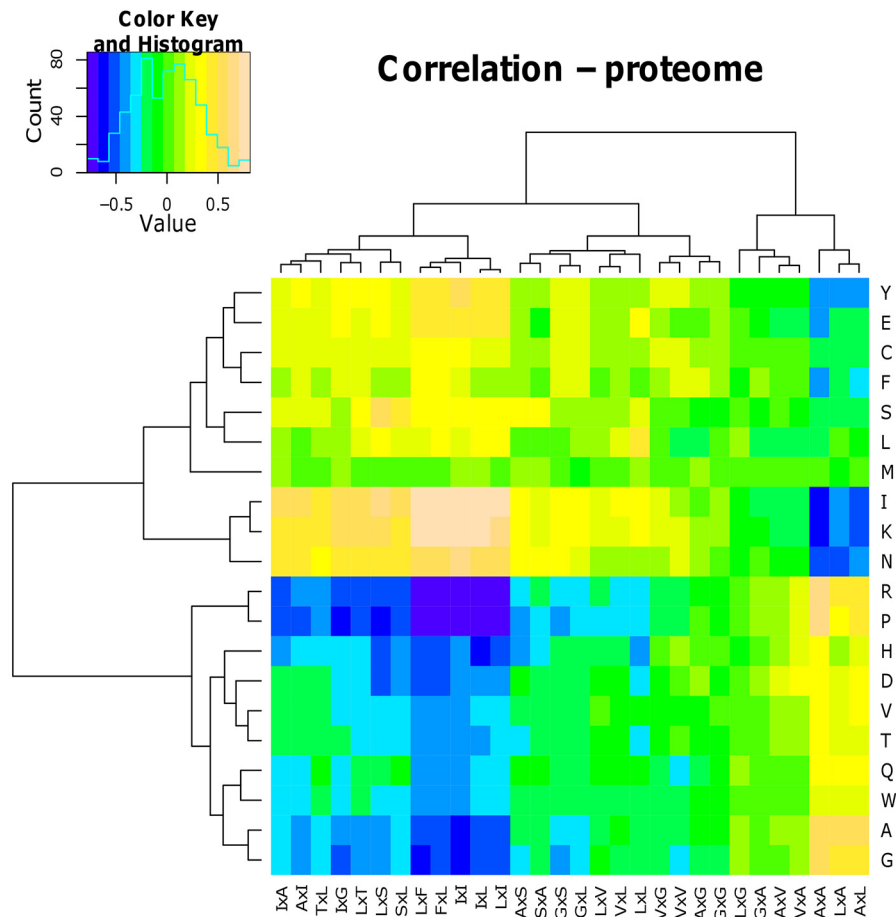 Color Key
and Histogram
Count
0 40 80
−0.5 0 0.5
Value
Correlation – proteome
Y
E
C
F
S
L
M
I
K
N
R
P
H
D
V
T
Q
W
A
G
IxA AxI TxL IxG LxT LxS SxL LxF FxL IxI IxL LxI AxS SxA GxS GxL LxV VxL LxL VxG VxV AxG GxG LxG GxA AxV VxA AxA LxA AxL